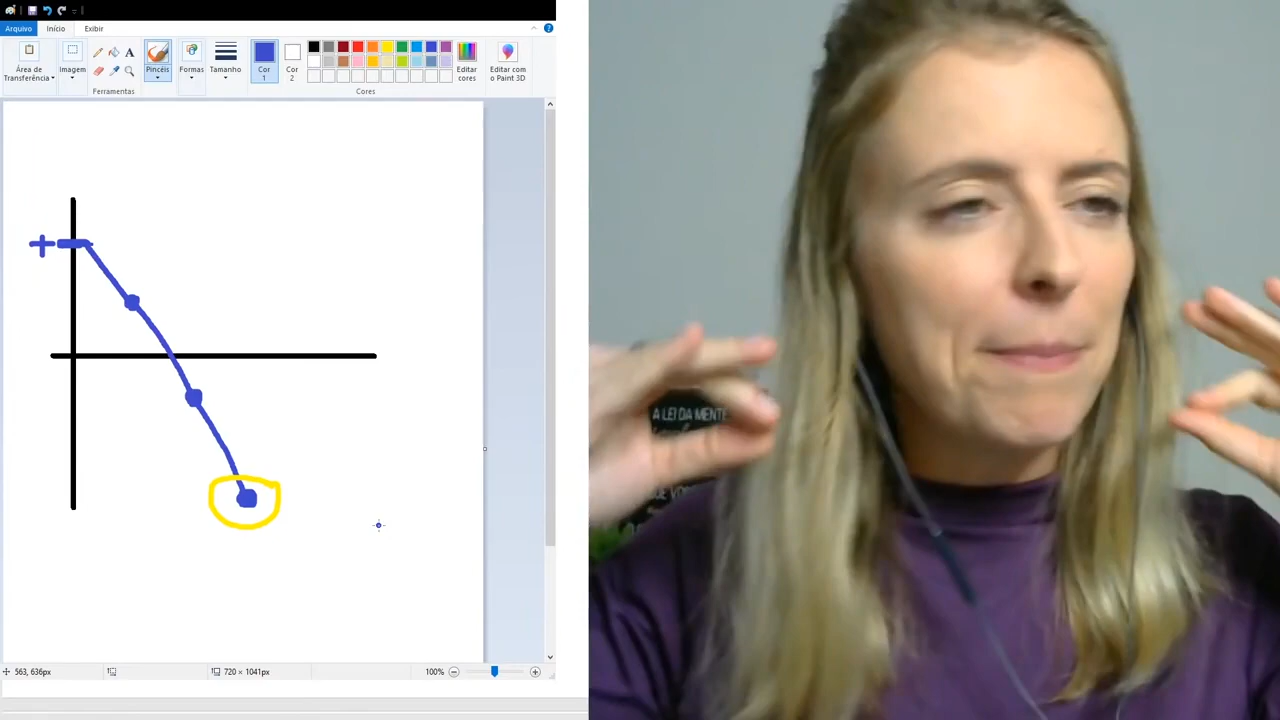 Arquivo Início Exibir
Área de Transferência
Imagem
Pincéis
Formas
Tamanho
Cor 1
Cor 2
Editar cores
Editar com o Paint 3D
Ferramentas
Cores
+
A LEI DA MENTE
563, 636px
720 × 1041px
100%